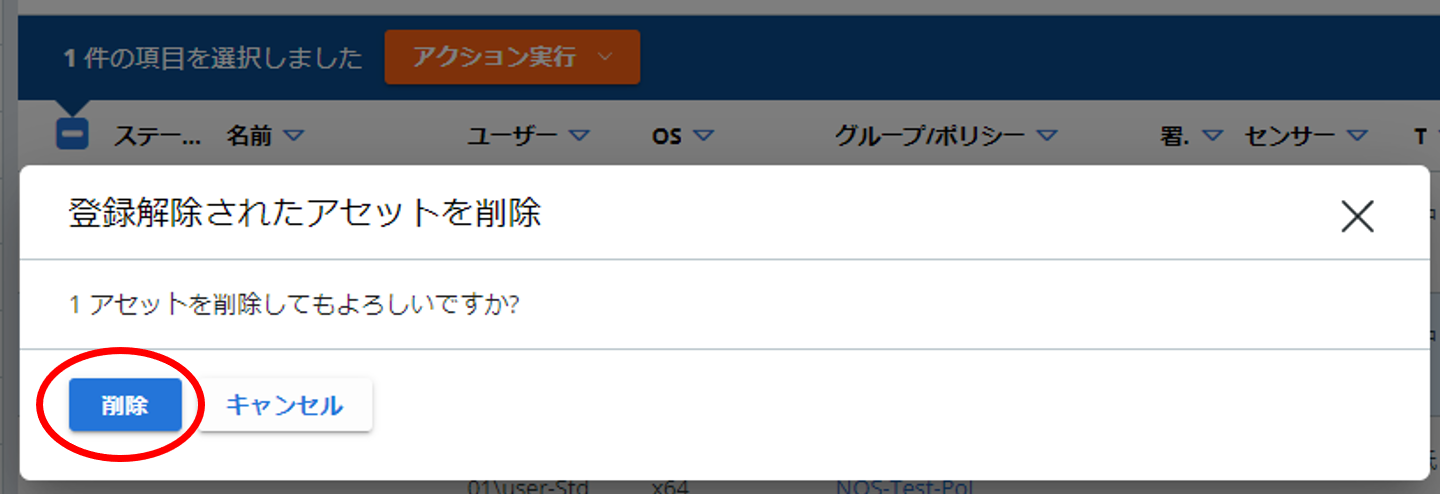 1 件の項目を選択しました アクション実行
ステー... 名前 ユーザー OS グループ/ポリシー 署. センサー T
登録解除されたアセットを削除
1 アセットを削除してもよろしいですか?
削除 キャンセル
01\user-Std x64 NOS-Test-Pol